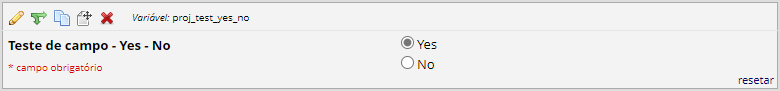 Variável: proj_test_yes_no
Teste de campo - Yes - No
Yes
* campo obrigatório
No
resetar